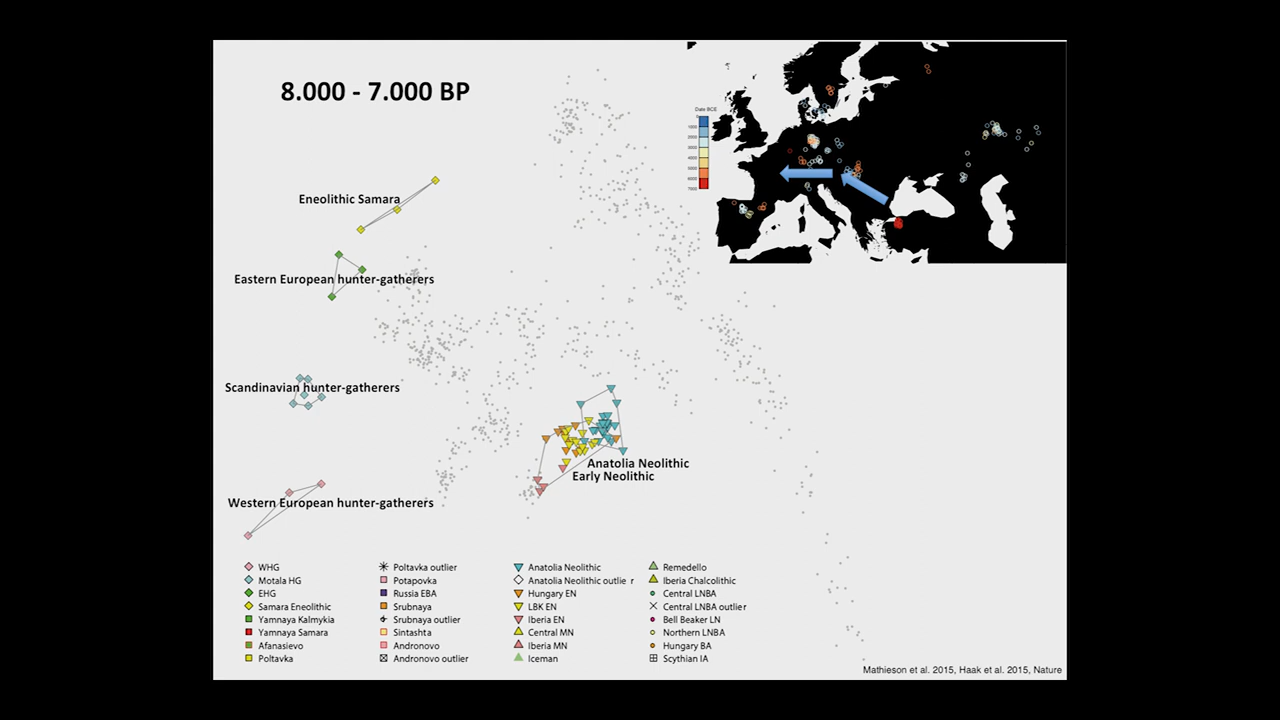 8.000 - 7.000 BP
Date BCE
Eneolithic Samara
Eastern European hunter-gatherers
Scandinavian hunter-gatherers
Anatolia Neolithic
Early Neolithic
Western European hunter-gatherers
WHG
Motala HG
EHG
Samara Eneolithic
Yamnaya Kalmykia
Yamnaya Samara
Afanasievo
Poltavka
Poltavka outlier
Potapovka
Russia EBA
Srubnaya
Srubnaya outlier
Sintashta
Andronovo
Andronovo outlier
Anatolia Neolithic
Anatolia Neolithic outlie r
Hungary EN
LBK EN
Iberia EN
Central MN
Iberia MN
Iceman
Remedello
Iberia Chalcolithic
Central LNBA
Central LNBA outlier
Bell Beaker LN
Northern LNBA
Hungary BA
Scythian IA
Mathieson et al. 2015, Haak et al. 2015, Nature